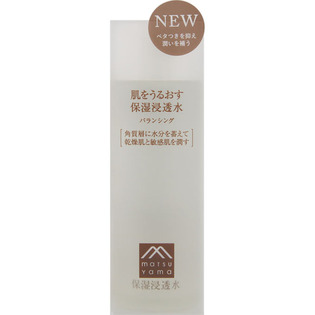 NEW
ベタつきを抑え
潤いを補う
肌をうるおす
保湿浸透水
バランシング
角質層に水分を蓄えて
乾燥肌と敏感肌を潤す
matsu
yama
保湿浸透水